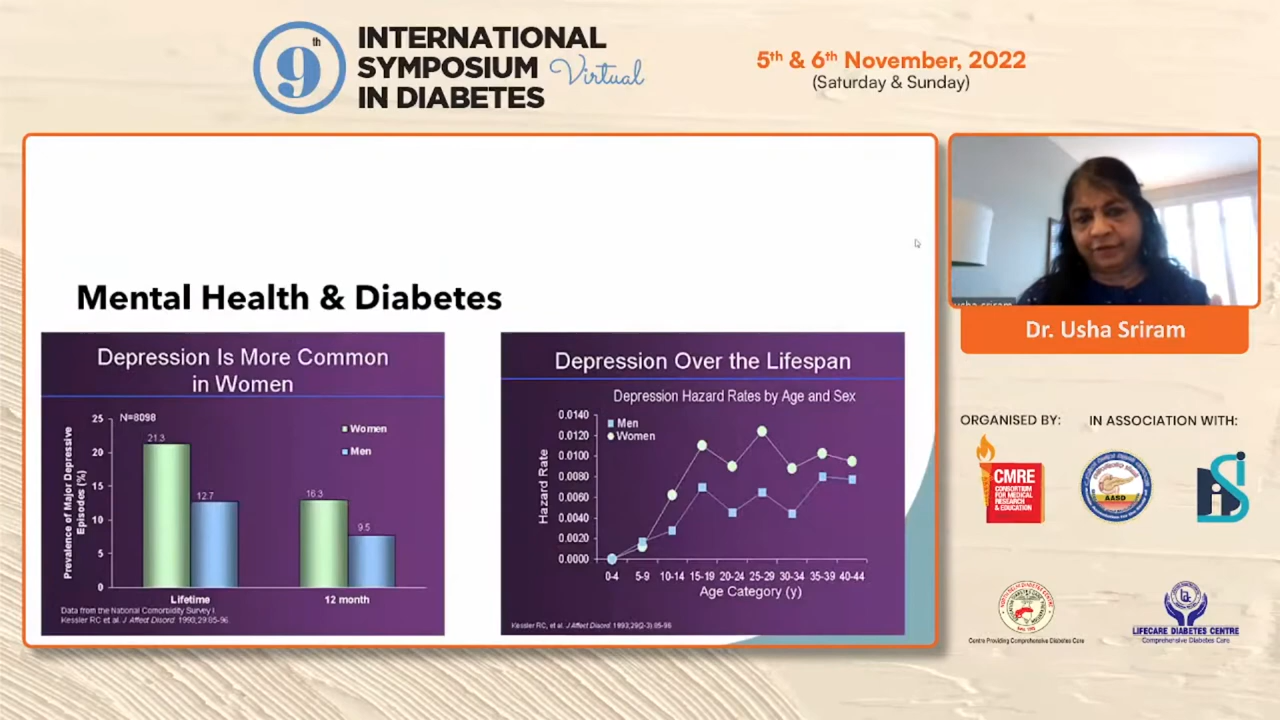 9th
INTERNATIONAL
SYMPOSIUM Virtual
IN DIABETES
5th & 6th November, 2022
(Saturday & Sunday)
Mental Health & Diabetes
Depression Is More Common
in Women
N=8098
Women
Men
Prevalence of Major Depressive
Episodes (%)
25
20
15
10
5
0
21.3
12.7
16.3
9.5
Lifetime
12 month
Data from the National Comorbidity Survey I.
Kessler RC et al. J Affect Disord. 1993;29:85-96.
Depression Over the Lifespan
Depression Hazard Rates by Age and Sex
Men
Women
Hazard Rate
0.0140
0.0120
0.0100
0.0080
0.0060
0.0040
0.0020
0.0000
0-4 5-9 10-14 15-19 20-24 25-29 30-34 35-39 40-44
Age Category (y)
Kessler RC, et al. J Affect Disord. 1993;29(2-3):85-96
usha sriram
Dr. Usha Sriram
ORGANISED BY:
IN ASSOCIATION WITH:
CMRE
CONSORTIUM
FOR MEDICAL
RESEARCH
& EDUCATION
AASD
Centre Providing Comprehensive Diabetes Care
LIFECARE DIABETES CENTRE
Comprehensive Diabetes Care